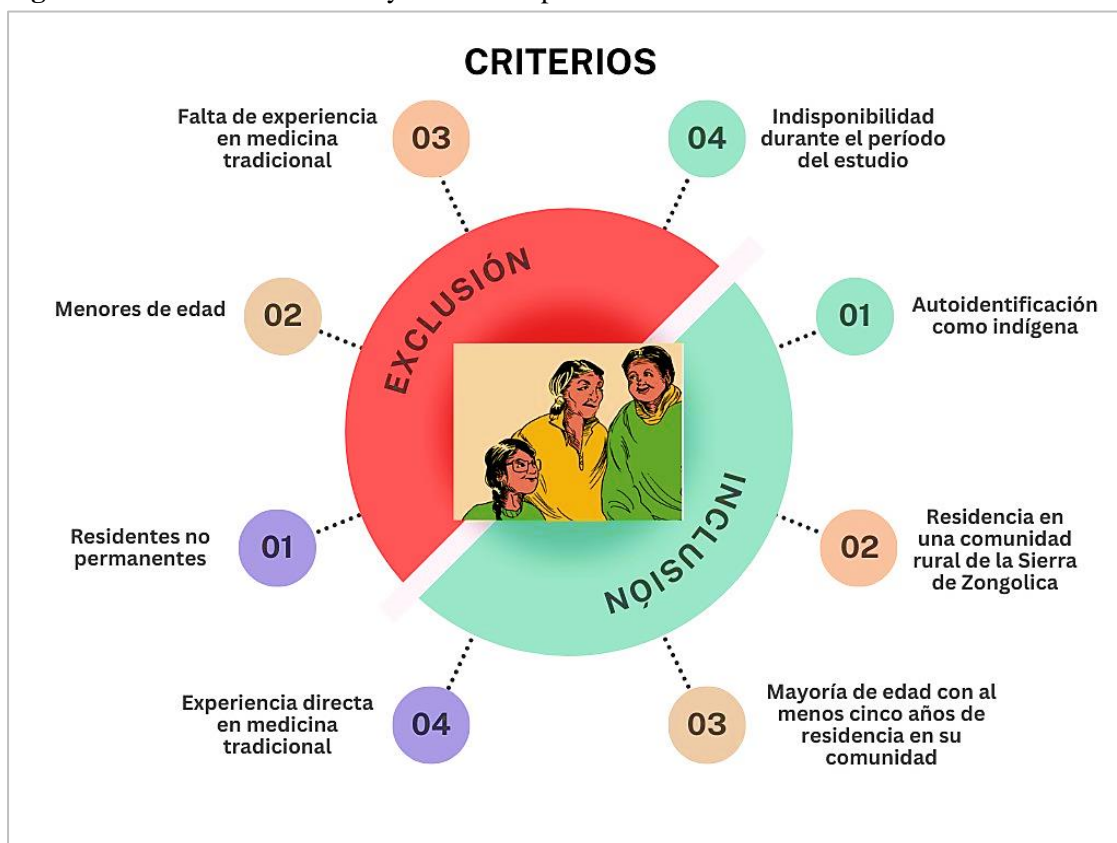 CRITERIOS
Falta de experiencia
en medicina
tradicional
03
04
Indisponibilidad
durante el período
del estudio
Menores de edad
02
EXCLUSIÓN
01
Autoidentificación
como indígena
Residentes no
permanentes
01
INCLUSIÓN
02
Residencia en
una comunidad
rural de la Sierra
de Zongolica
Experiencia directa
en medicina
tradicional
04
03
Mayoría de edad con al
menos cinco años de
residencia en su
comunidad